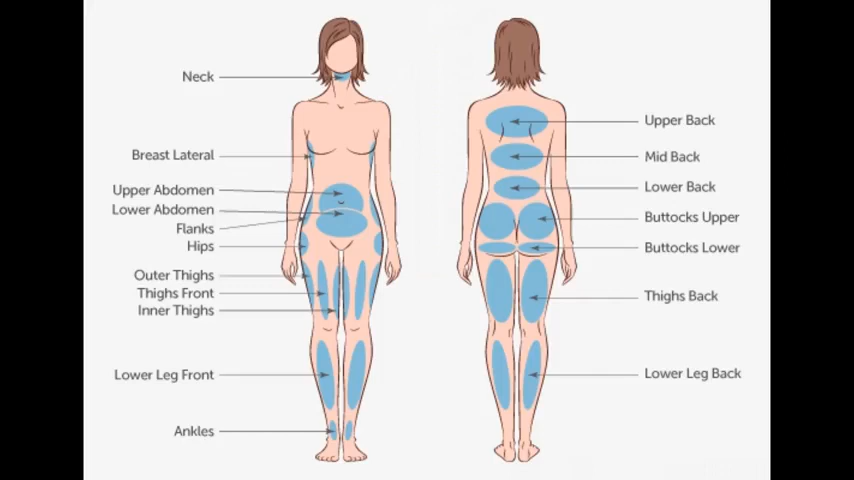 Neck
Breast Lateral
Upper Abdomen
Lower Abdomen
Flanks
Hips
Outer Thighs
Thighs Front
Inner Thighs
Lower Leg Front
Ankles
Upper Back
Mid Back
Lower Back
Buttocks Upper
Buttocks Lower
Thighs Back
Lower Leg Back